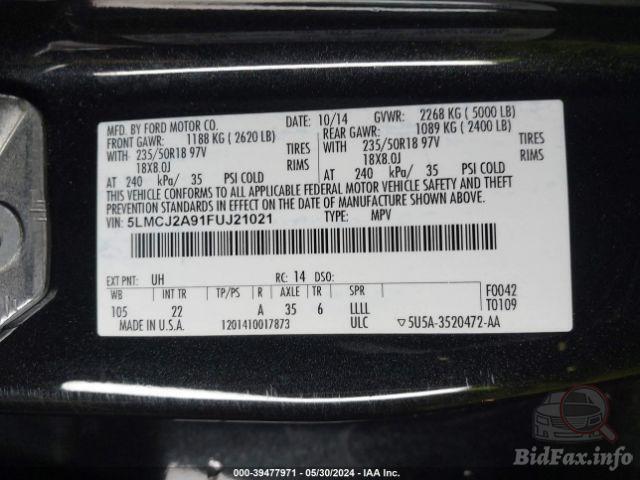 MFD. BY FORD MOTOR CO. DATE: 10/14 GVWR: 2268 KG ( 5000 LB)
FRONT GAWR: 1188 KG ( 2620 LB) REAR GAWR: 1089 KG ( 2400 LB)
WITH 235/50R18 97V TIRES WITH 235/50R18 97V TIRES
18X8.0J RIMS 18X8.0J RIMS
AT 240 kPa/ 35 PSI COLD AT 240 kPa/ 35 PSI COLD
THIS VEHICLE CONFORMS TO ALL APPLICABLE FEDERAL MOTOR VEHICLE SAFETY AND THEFT
PREVENTION STANDARDS IN EFFECT ON THE DATE OF MANUFACTURE SHOWN ABOVE.
VIN: 5LMCJ2A91FUJ21021 TYPE: MPV
EXT PNT: UH RC: 14 DSO: F0042
WB INT TR TP/PS R AXLE TR SPR T0109
105 22 A 35 6 LLLL
MADE IN U.S.A. 1201410017873 ULC ▽5U5A-3520472-AA
000-39477971 - 05/30/2024 - IAA Inc.
BidFax.info